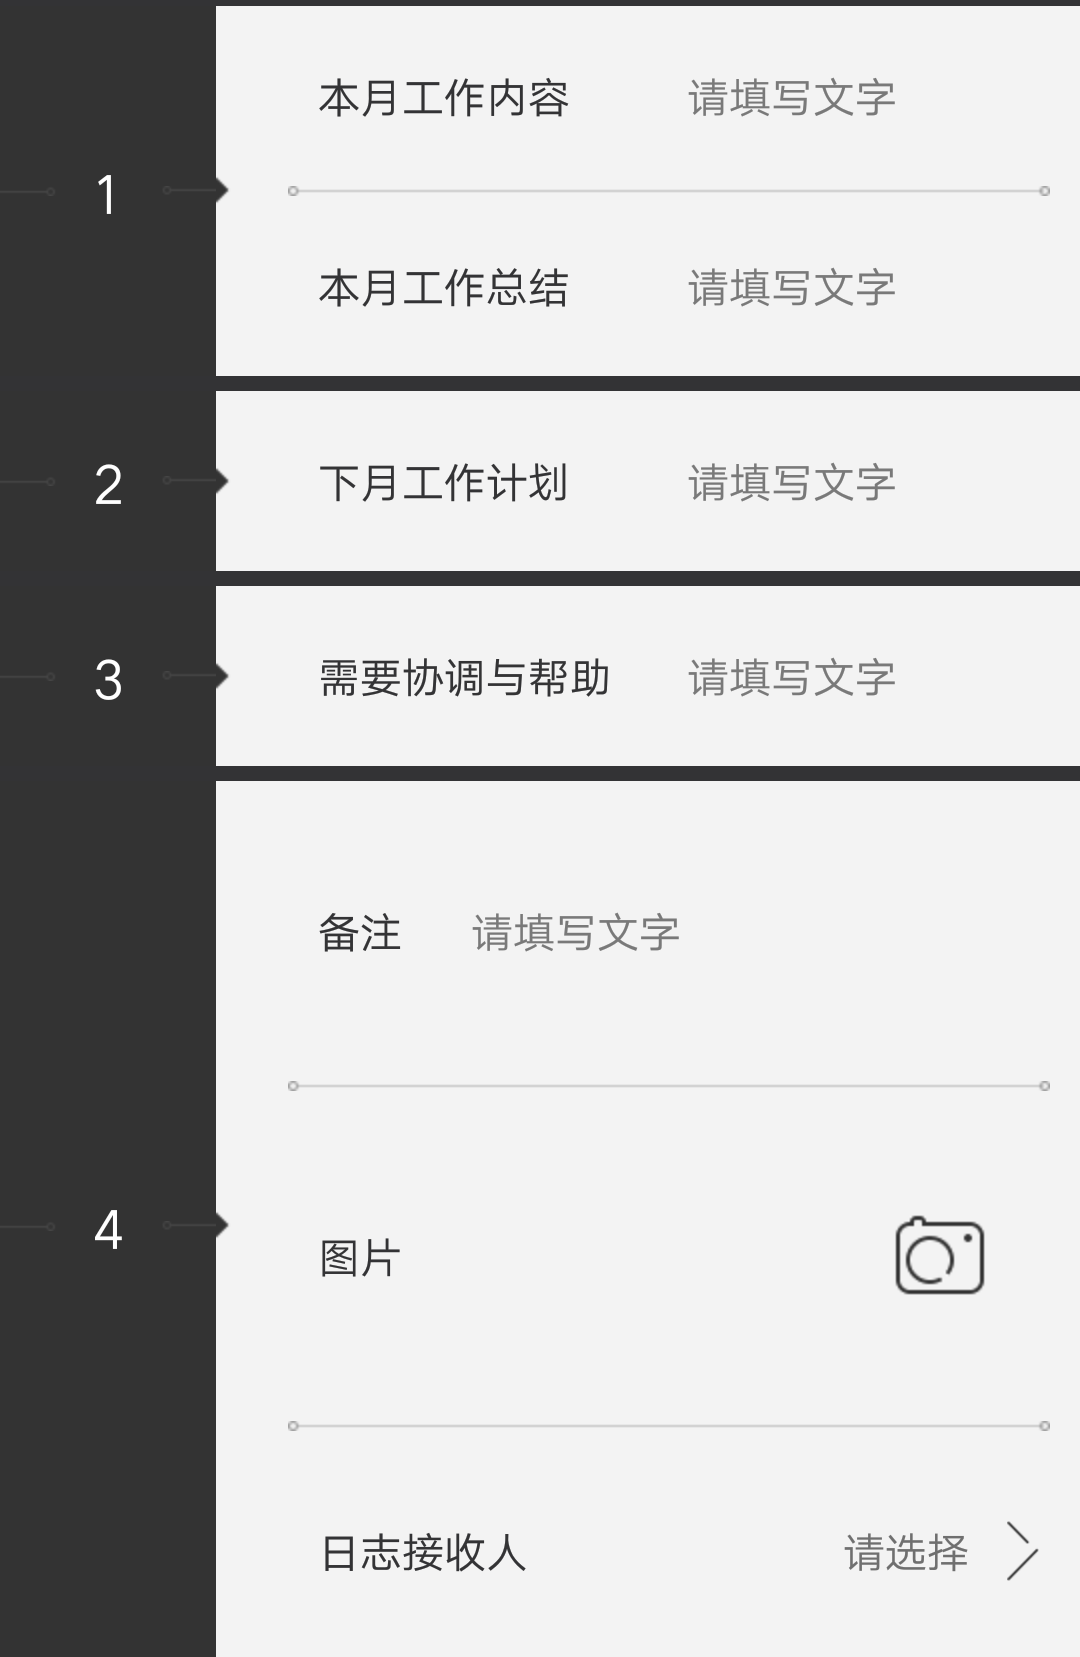 本月工作内容 请填写文字
1
本月工作总结 请填写文字
2 下月工作计划 请填写文字
3 需要协调与帮助 请填写文字
备注 请填写文字
4 图片
日志接收人 请选择